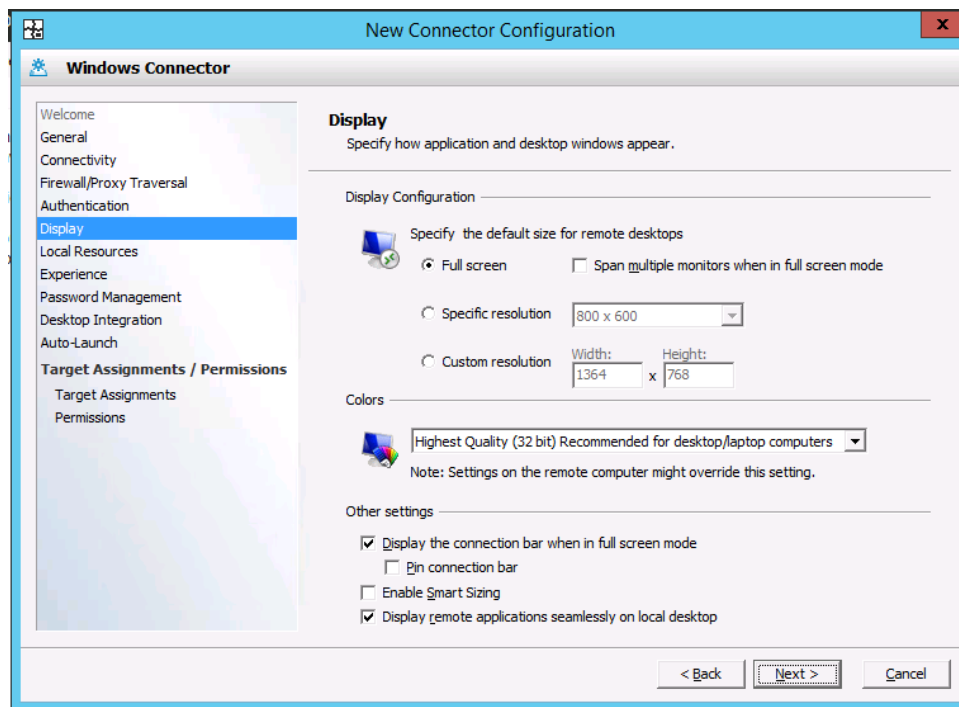 New Connector Configuration
x
Windows Connector
Welcome
General
Connectivity
Firewall/Proxy Traversal
Authentication
Display
Local Resources
Experience
Password Management
Desktop Integration
Auto-Launch
Target Assignments / Permissions
Target Assignments
Permissions
Display
Specify how application and desktop windows appear.
Display Configuration
Specify the default size for remote desktops
Full screen
Span multiple monitors when in full screen mode
Specific resolution
800 x 600
Custom resolution
Width:
Height:
1364 x 768
Colors
Highest Quality (32 bit) Recommended for desktop/laptop computers
Note: Settings on the remote computer might override this setting.
Other settings
Display the connection bar when in full screen mode
Pin connection bar
Enable Smart Sizing
Display remote applications seamlessly on local desktop
< Back
Next >
Cancel